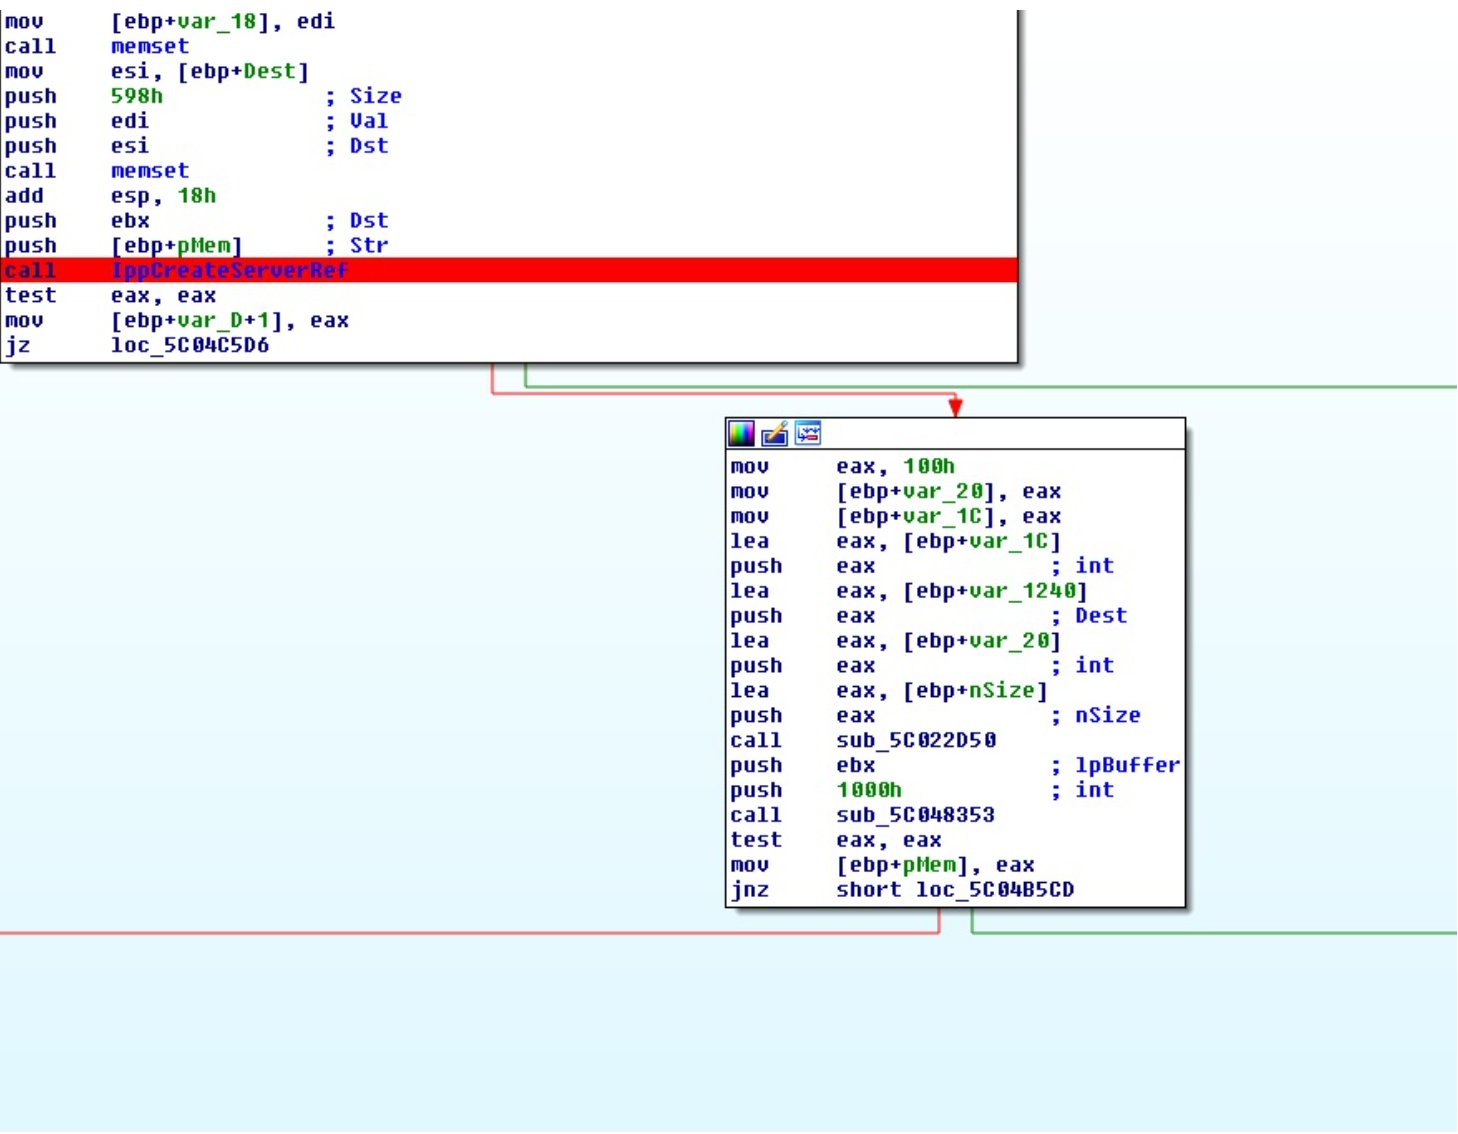 mov [ebp+var_18], edi
call memset
mov esi, [ebp+Dest]
push 598h ; Size
push edi ; Val
push esi ; Dst
call memset
add esp, 18h
push ebx ; Dst
push [ebp+pMem] ; Str
call IppCreateServerRef
test eax, eax
mov [ebp+var_D+1], eax
jz loc_5C04C5D6
mov eax, 100h
mov [ebp+var_20], eax
mov [ebp+var_1C], eax
lea eax, [ebp+var_1C]
push eax ; int
lea eax, [ebp+var_1240]
push eax ; Dest
lea eax, [ebp+var_20]
push eax ; int
lea eax, [ebp+nSize]
push eax ; nSize
call sub_5C022D50
push ebx ; lpBuffer
push 1000h ; int
call sub_5C048353
test eax, eax
mov [ebp+pMem], eax
jnz short loc_5C04B5CD